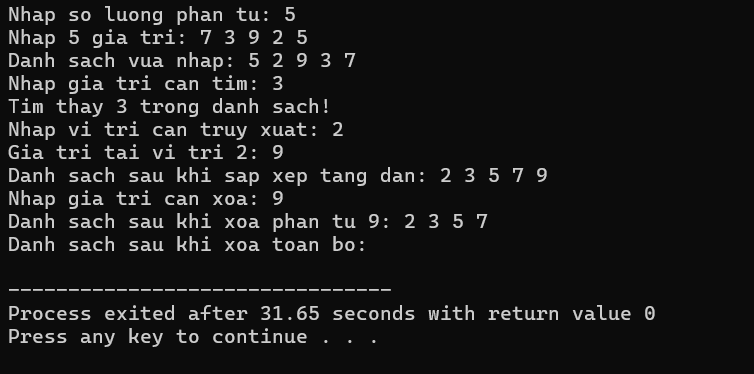 Nhap so luong phan tu: 5
Nhap 5 gia tri: 7 3 9 2 5
Danh sach vua nhap: 5 2 9 3 7
Nhap gia tri can tim: 3
Tim thay 3 trong danh sach!
Nhap vi tri can truy xuat: 2
Gia tri tai vi tri 2: 9
Danh sach sau khi sap xep tang dan: 2 3 5 7 9
Nhap gia tri can xoa: 9
Danh sach sau khi xoa phan tu 9: 2 3 5 7
Danh sach sau khi xoa toan bo:
--------------------------------
Process exited after 31.65 seconds with return value 0
Press any key to continue . . .